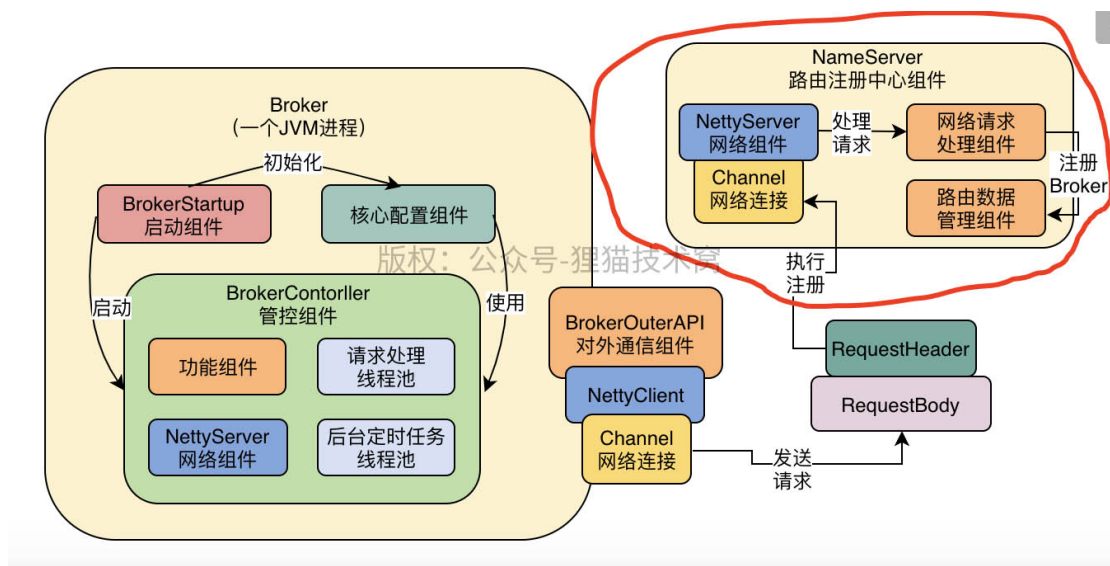 NameServer
路由注册中心组件
NettyServer
网络组件
处理
请求
网络请求
处理组件
Channel
网络连接
注册
Broker
路由数据
管理组件
Broker
(一个JVM进程)
初始化
BrokerStartup
启动组件
核心配置组件
版权：公众号-狸猫技术窝
执行
注册
启动
BrokerContorller
管控组件
使用
功能组件
请求处理
线程池
NettyServer
网络组件
后台定时任务
线程池
BrokerOuterAPI
对外通信组件
NettyClient
Channel
网络连接
发送
请求
RequestHeader
RequestBody